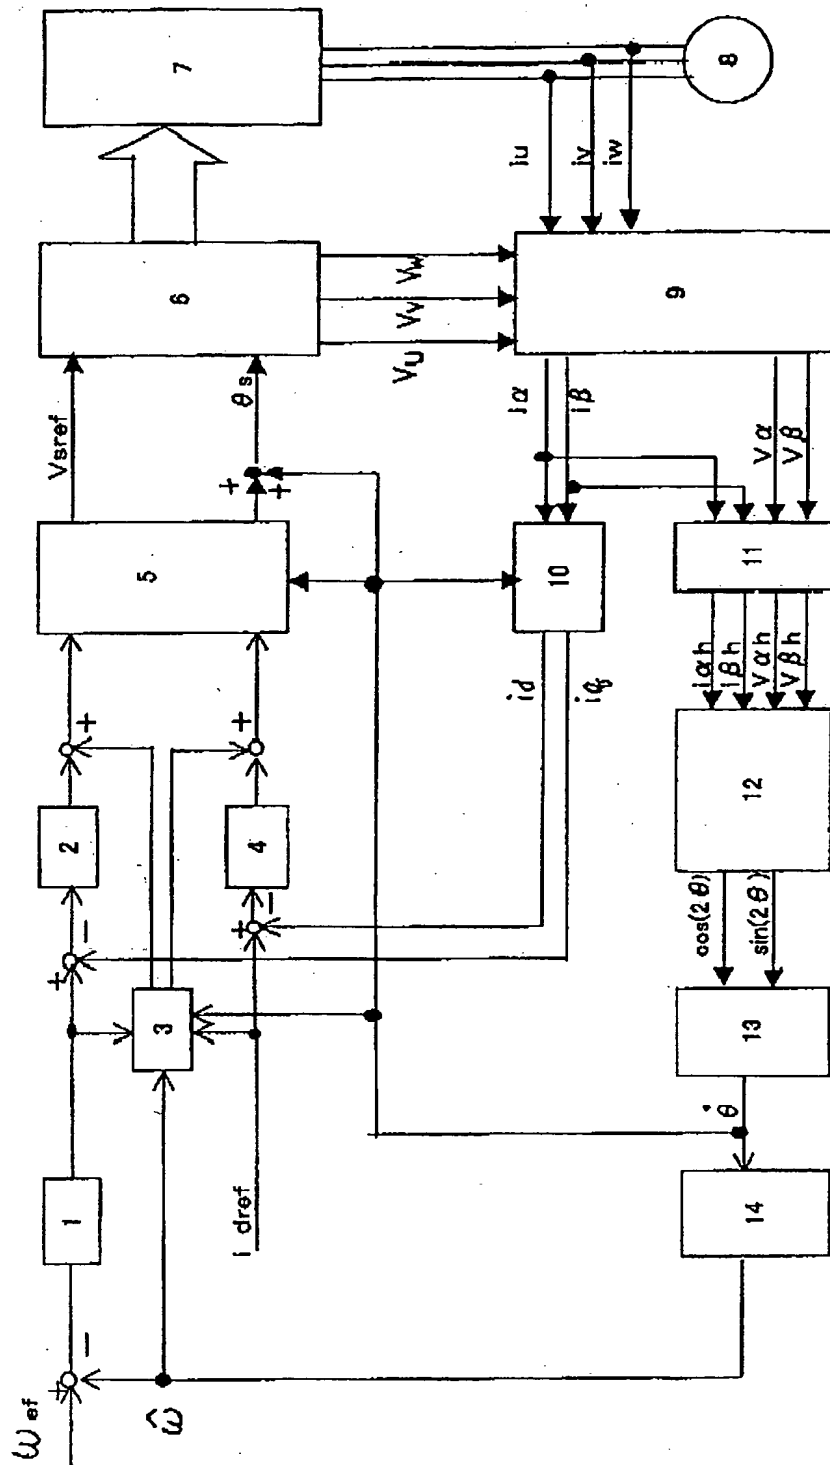 ω ef
+
−
1
+
−
2
+
5
Vsref
6
7
ω̂
3
i dref
+
−
4
+
+
+
θs
VU
VV
VW
id
iq
10
iα
iβ
9
iu
iv
iw
8
14
θ̇
13
cos(2θ)
sin(2θ)
12
iαh
iβh
Vαh
Vβh
11
Vα
Vβ